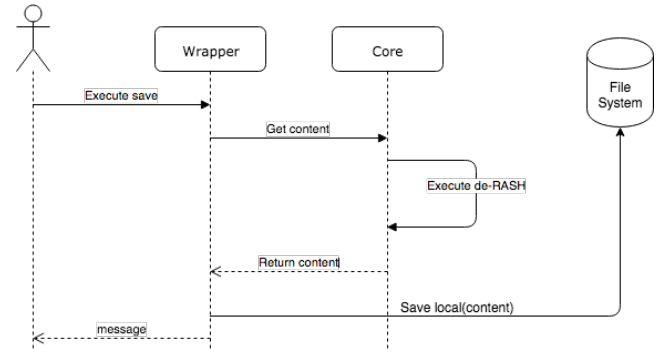 Wrapper
Core
File
System
Execute save
Get content
Execute de-RASH
Return content
Save local(content)
message